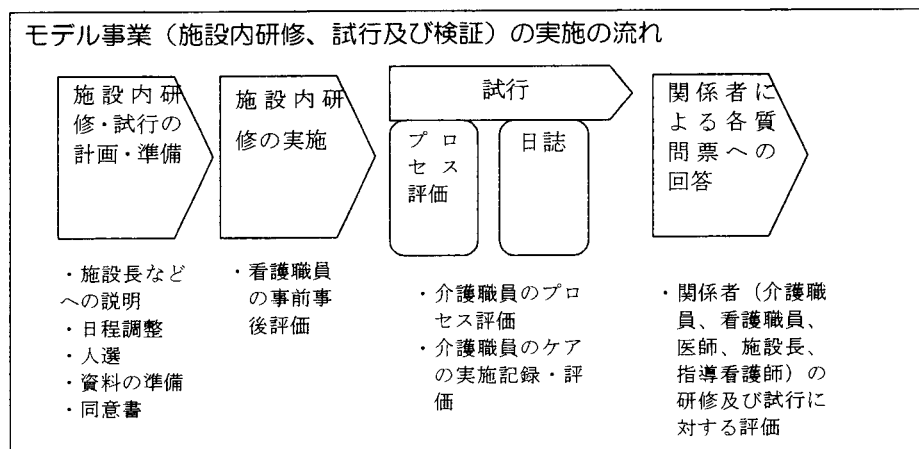 モデル事業(施設内研修、試行及び検証)の実施の流れ
施設内研
修・試行の
計画・準備
施設内研
修の実施
試行
プロ
セス
評価
日誌
関係者に
よる各質
問票への
回答
・施設長など
への説明
・日程調整
・人選
・資料の準備
・同意書
・看護職員
の事前事
後評価
・介護職員のプロ
セス評価
・介護職員のケア
の実施記録・評
価
・関係者(介護職
員、看護職員、
医師、施設長、
指導看護師)の
研修及び試行に
対する評価